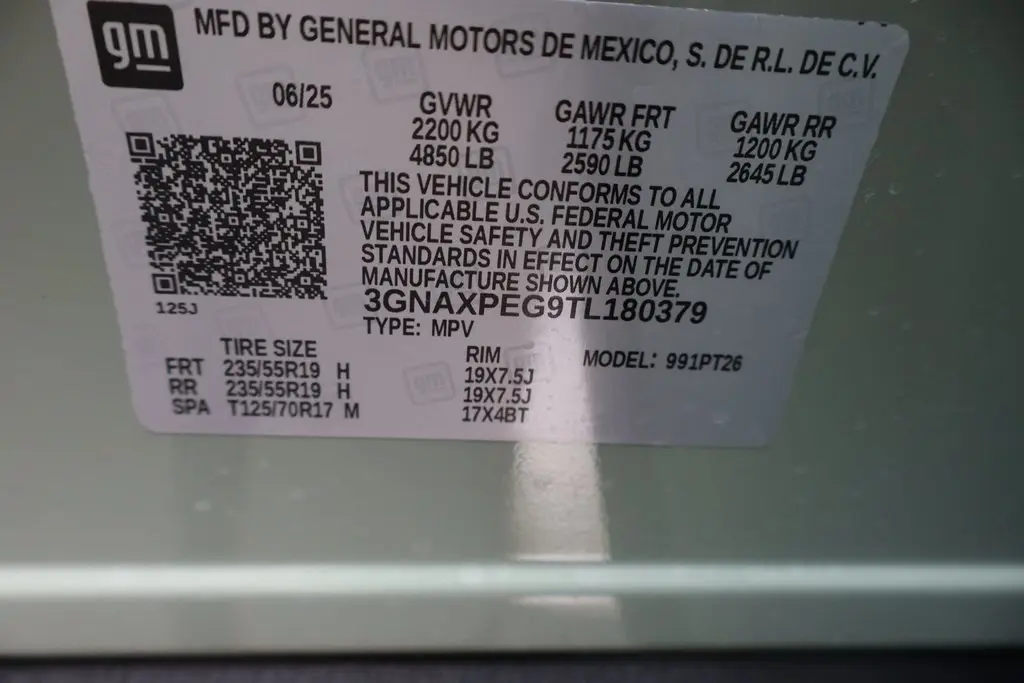 gm MFD BY GENERAL MOTORS DE MEXICO, S. DE R.L. DE C.V.
06/25
GVWR GAWR FRT GAWR RR
2200 KG 1175 KG 1200 KG
4850 LB 2590 LB 2645 LB
THIS VEHICLE CONFORMS TO ALL
APPLICABLE U.S. FEDERAL MOTOR
VEHICLE SAFETY AND THEFT PREVENTION
STANDARDS IN EFFECT ON THE DATE OF
MANUFACTURE SHOWN ABOVE.
125J 3GNAXPEG9TL180379
TYPE: MPV
TIRE SIZE RIM MODEL: 991PT26
FRT 235/55R19 H 19X7.5J
RR 235/55R19 H 19X7.5J
SPA T125/70R17 M 17X4BT
gm